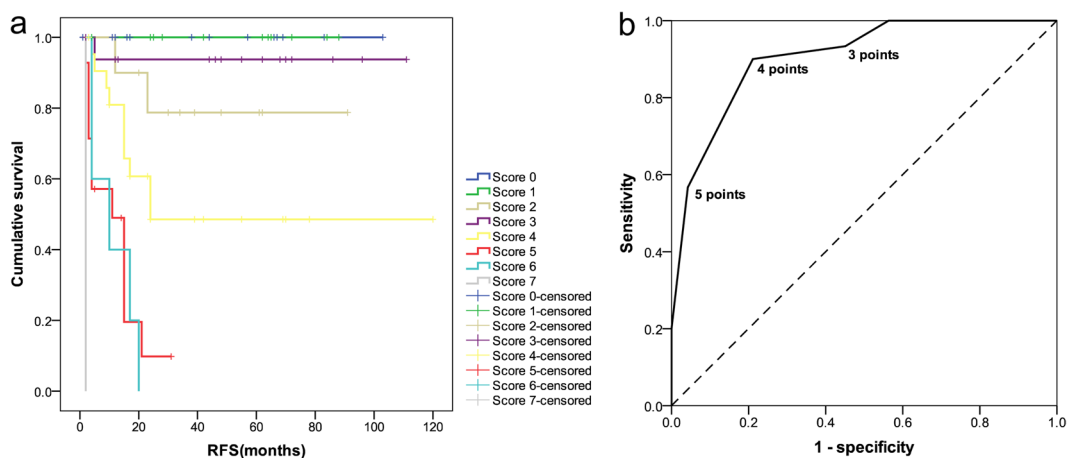 a
Cumulative survival
1.0
0.8
0.6
0.4
0.2
0.0
0 20 40 60 80 100 120
RFS(months)
Score 0
Score 1
Score 2
Score 3
Score 4
Score 5
Score 6
Score 7
Score 0-censored
Score 1-censored
Score 2-censored
Score 3-censored
Score 4-censored
Score 5-censored
Score 6-censored
Score 7-censored
b
Sensitivity
1.0
0.8
0.6
0.4
0.2
0.0
3 points
4 points
5 points
0.0 0.2 0.4 0.6 0.8 1.0
1 - specificity